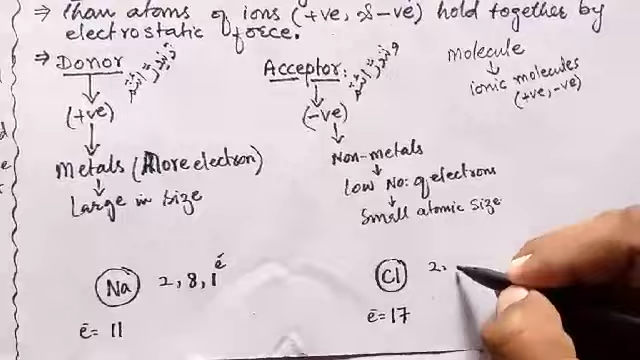 ⇒ Than atoms of ions (+ve, & -ve) hold together by
electrostatic force.
⇒ Donor
(+ve)
Metals (More electron)
Large in size
Acceptor:
(-ve)
Non-metals
Low No: of electrons
Small atomic size
Molecule
ionic molecules
(+ve, -ve)
Na 2, 8, 1 ē
ē = 11
Cl 2,
ē = 17